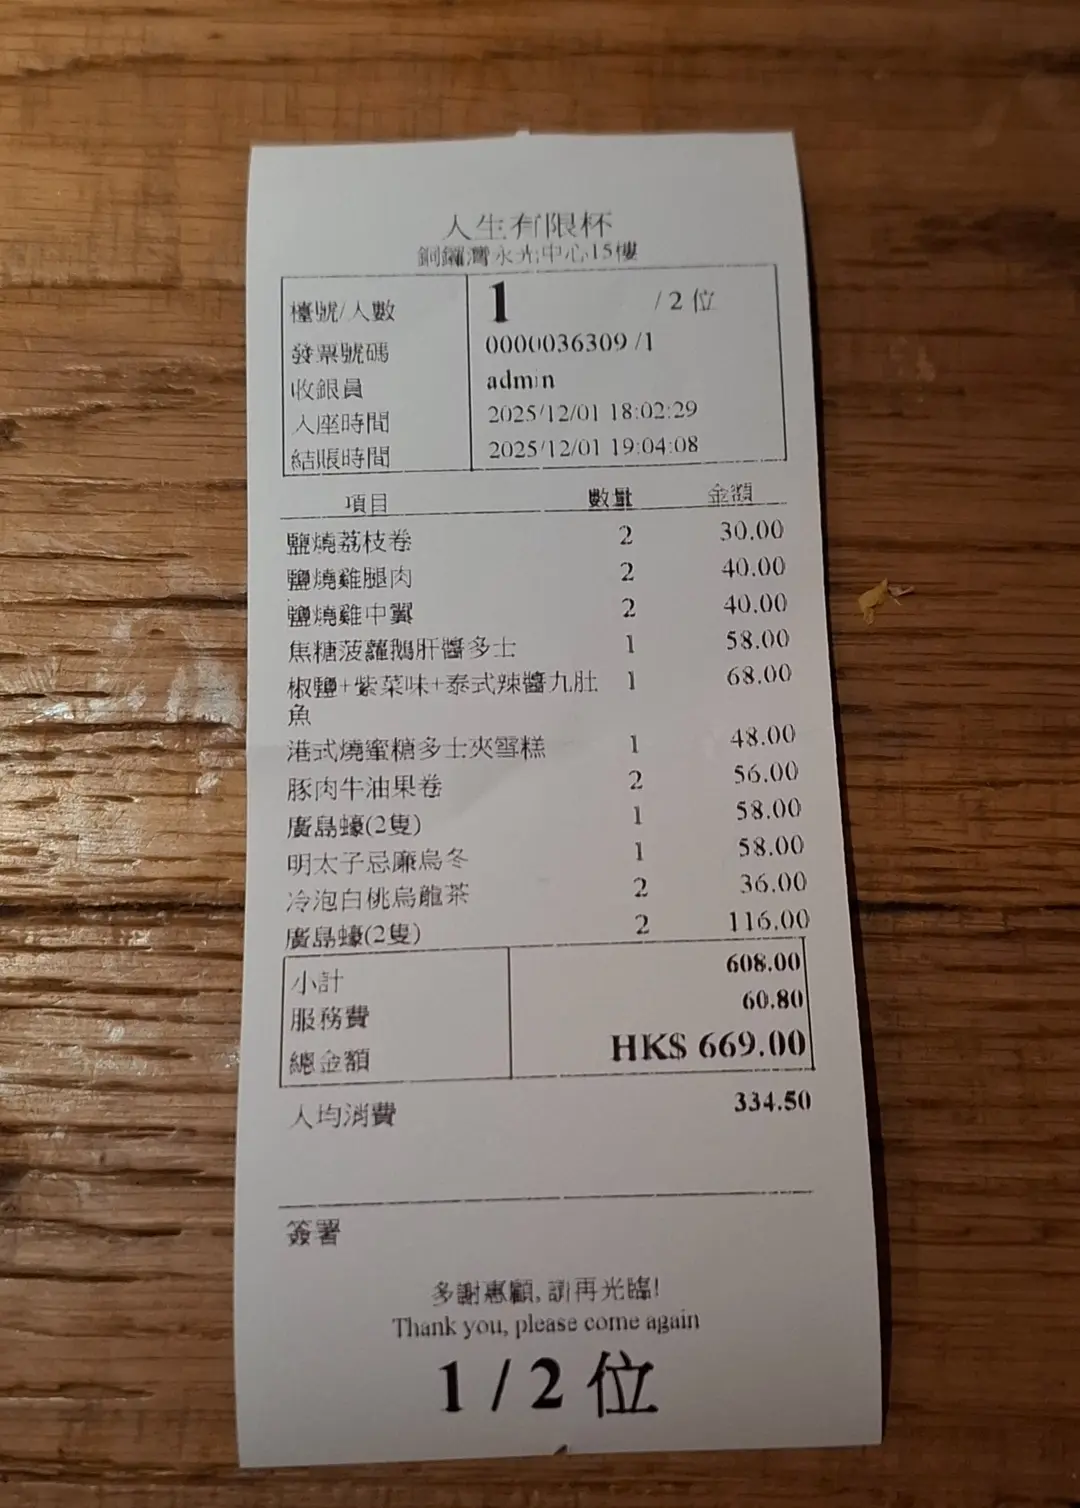 人生有限杯
銅鑼灣永光中心15樓
檯號/人數 1 / 2 位
發票號碼 0000036309 /1
收銀員 admin
入座時間 2025/12/01 18:02:29
結賬時間 2025/12/01 19:04:08
項目 數量 金額
鹽燒荔枝卷 2 30.00
鹽燒雞腿肉 2 40.00
鹽燒雞中翼 2 40.00
焦糖菠蘿鵝肝醬多士 1 58.00
椒鹽+紫菜味+泰式辣醬九肚 1 68.00
魚
港式燒蜜糖多士夾雪糕 1 48.00
豚肉牛油果卷 2 56.00
廣島蠔(2隻) 1 58.00
明太子忌廉烏冬 1 58.00
冷泡白桃烏龍茶 2 36.00
廣島蠔(2隻) 2 116.00
小計 608.00
服務費 60.80
總金額 HK$ 669.00
人均消費 334.50
簽署
多謝惠顧, 請再光臨!
Thank you, please come again
1 / 2 位